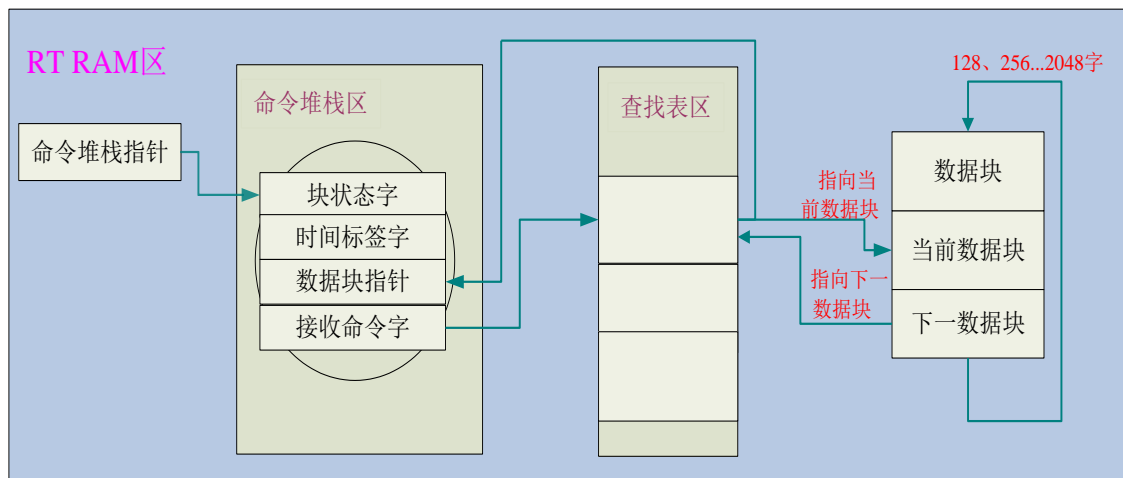 RT RAM区
命令堆栈指针
命令堆栈区
块状态字
时间标签字
数据块指针
接收命令字
查找表区
指向当
前数据块
指向下一
数据块
128、256...2048字
数据块
当前数据块
下一数据块